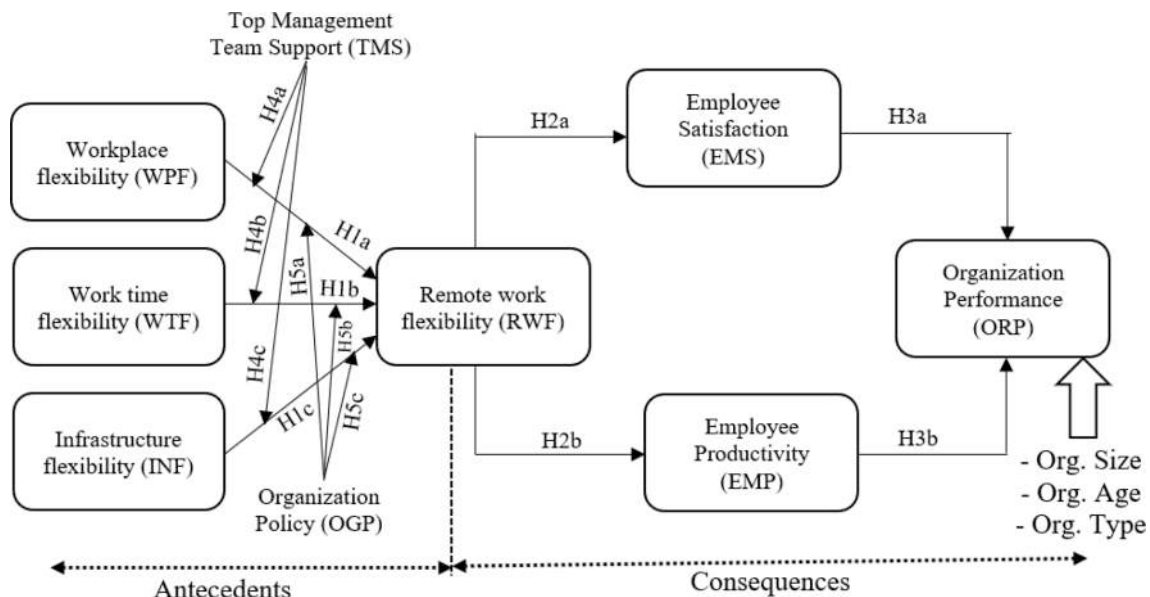 Top Management
Team Support (TMS)
H4a
H4b
H4c
Workplace
flexibility (WPF)
Work time
flexibility (WTF)
Infrastructure
flexibility (INF)
H1a
H1b
H1c
H5a
H5b
H5c
Organization
Policy (OGP)
Remote work
flexibility (RWF)
H2a
H2b
Employee
Satisfaction
(EMS)
Employee
Productivity
(EMP)
H3a
H3b
Organization
Performance
(ORP)
- Org. Size
- Org. Age
- Org. Type
Antecedents
Consequences